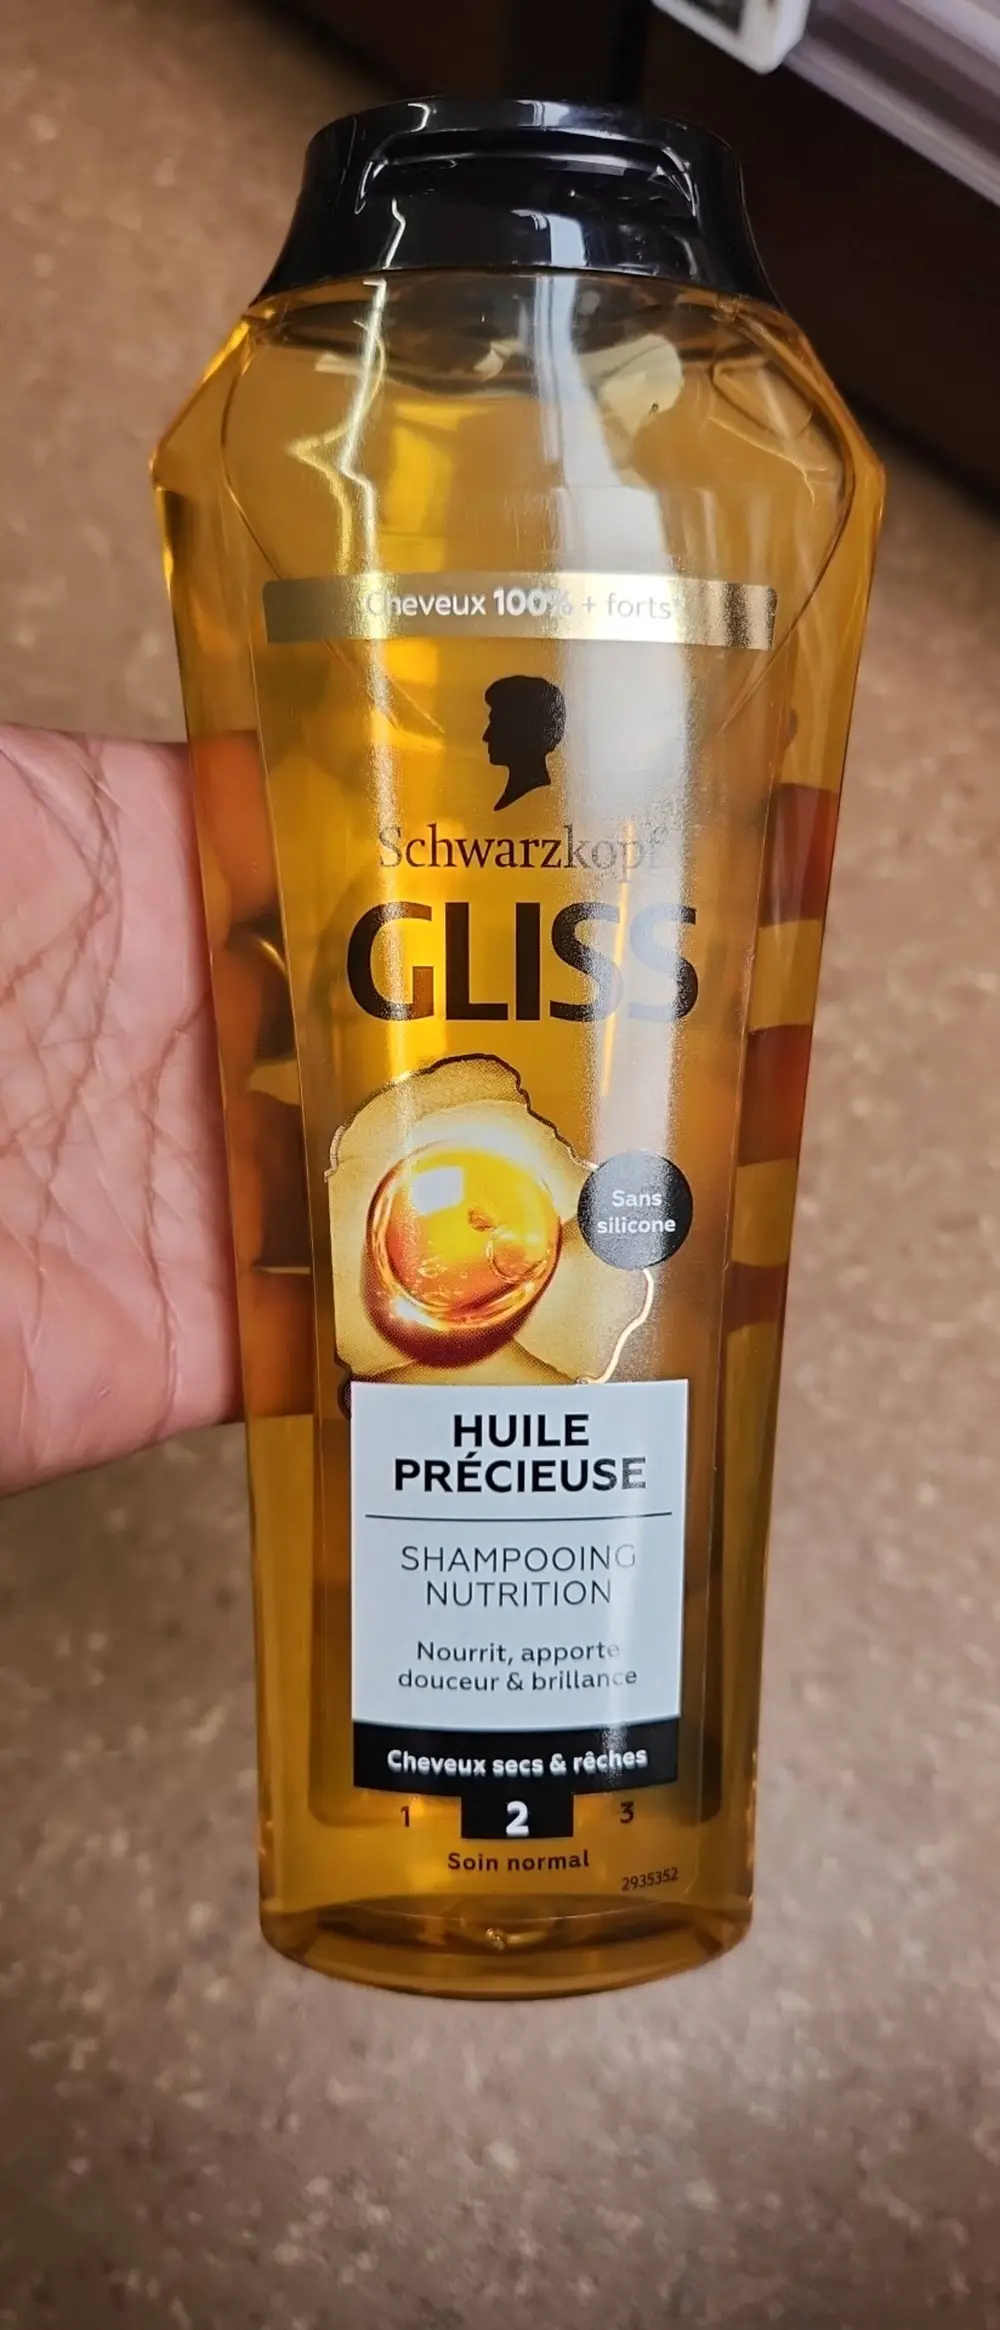 Cheveux 100% + forts*
Schwarzkopf
GLISS
Sans
silicone
HUILE
PRÉCIEUSE
SHAMPOOING
NUTRITION
Nourrit, apporte
douceur & brillance
Cheveux secs & rêches
1 2 3
Soin normal
2935352